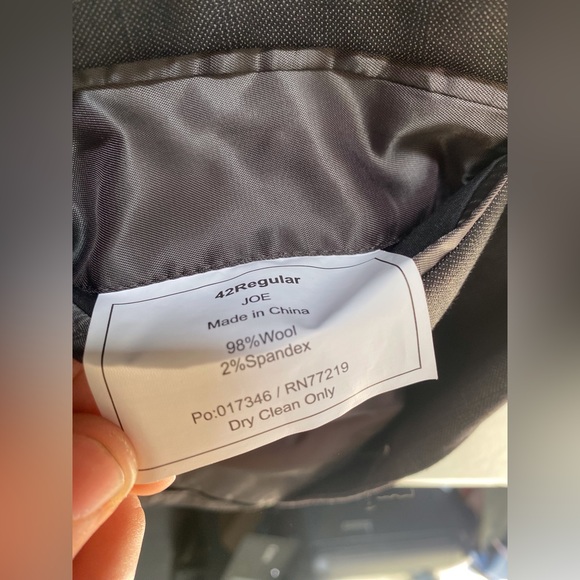 42Regular
JOE
Made in China
98%Wool
2%Spandex
Po:017346 / RN77219
Dry Clean Only